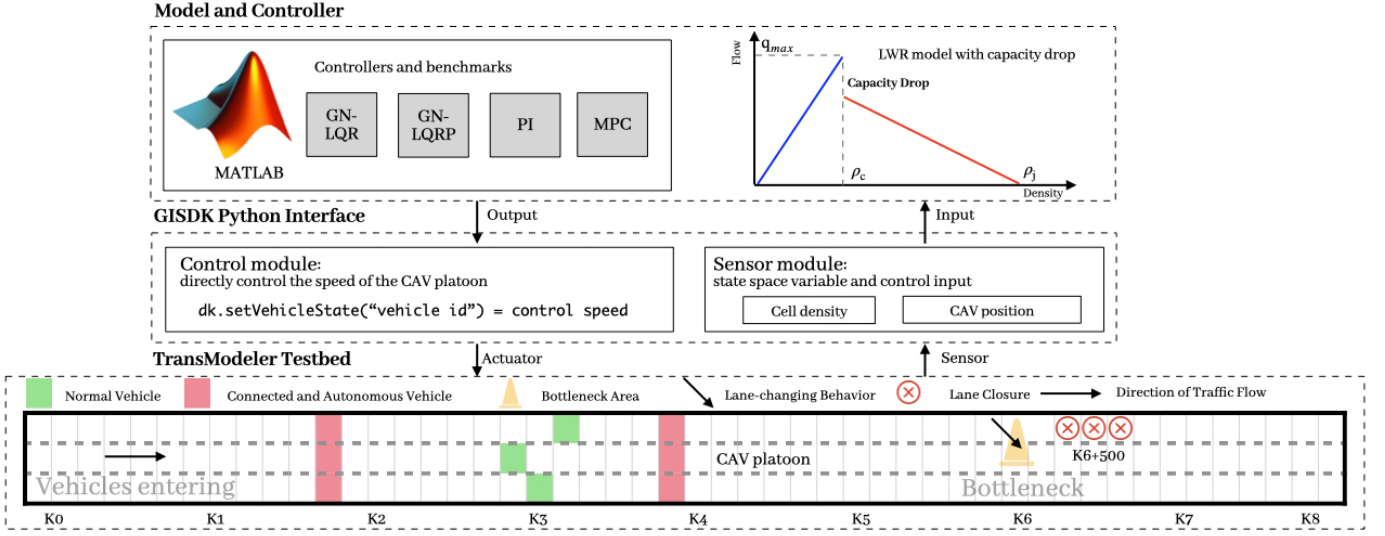 Model and Controller
Controllers and benchmarks
GN-
LQR
GN-
LQRP
PI
MPC
MATLAB
Flow
qmax
LWR model with capacity drop
Capacity Drop
ρc
ρj
Density
GISDK Python Interface
Output
Input
Control module:
directly control the speed of the CAV platoon
dk.setVehicleState(“vehicle id”) = control speed
Sensor module:
state space variable and control input
Cell density
CAV position
TransModeler Testbed
Actuator
Sensor
Normal Vehicle
Connected and Autonomous Vehicle
Bottleneck Area
Lane-changing Behavior
Lane Closure
Direction of Traffic Flow
CAV platoon
K6+500
Vehicles entering
Bottleneck
K0 K1 K2 K3 K4 K5 K6 K7 K8